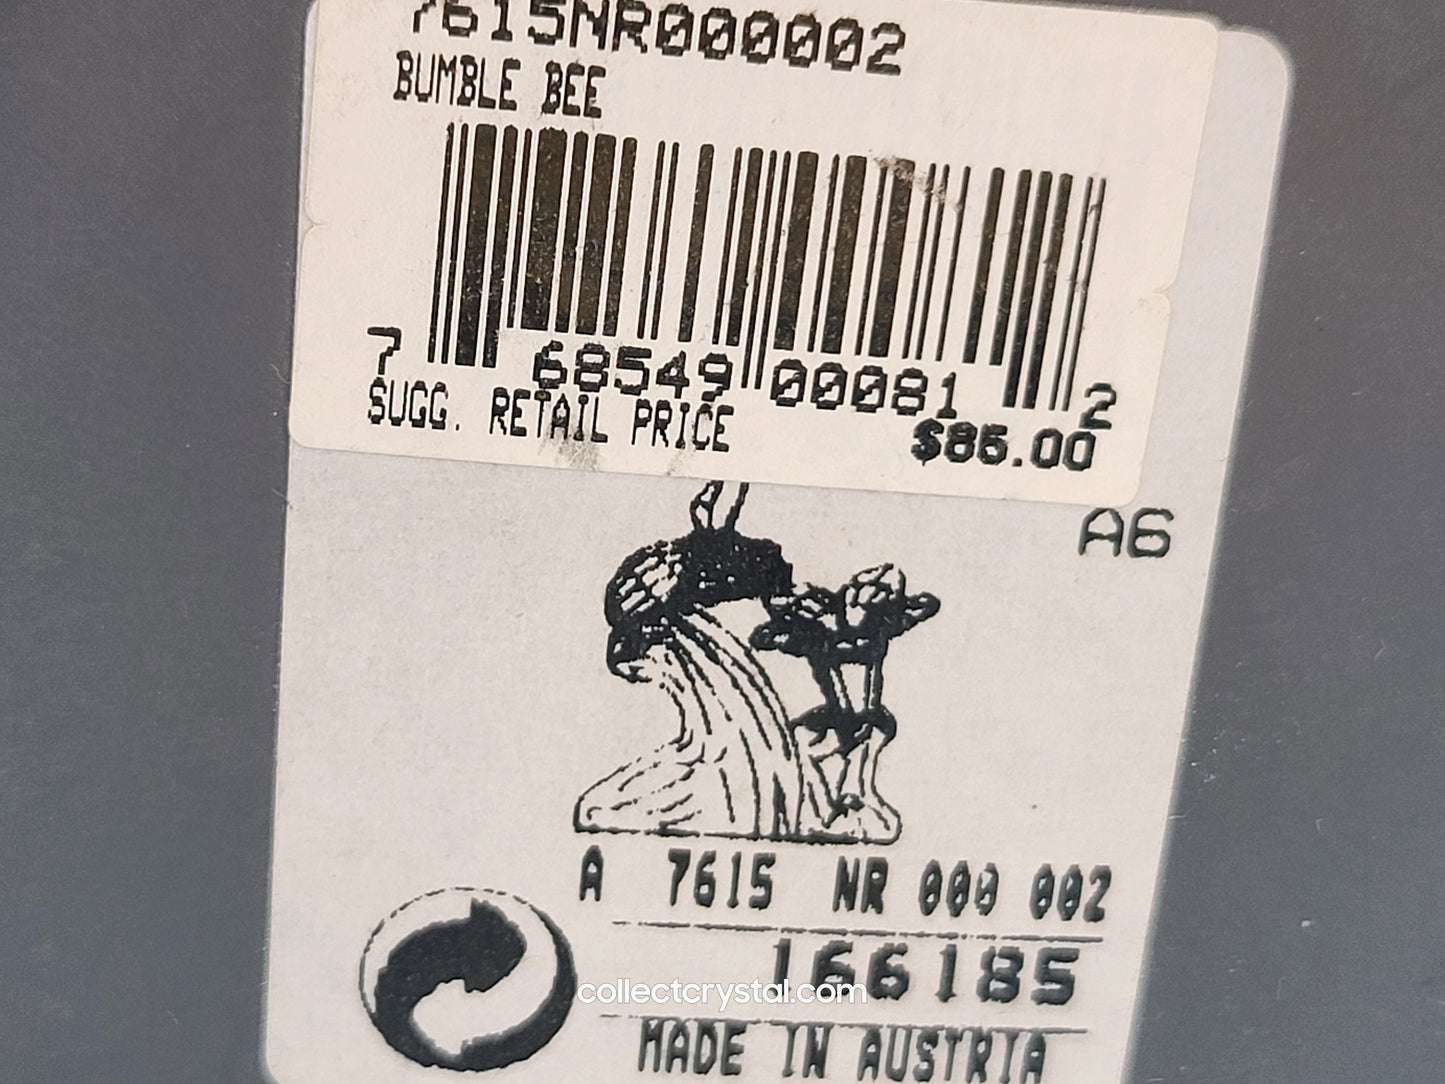 7615NR000002
BUMBLE BEE
7 68549 00081 2
SUGG. RETAIL PRICE $85.00
A6
A 7615 NR 000 002
166185
collectcrystal.com
MADE IN AUSTRIA